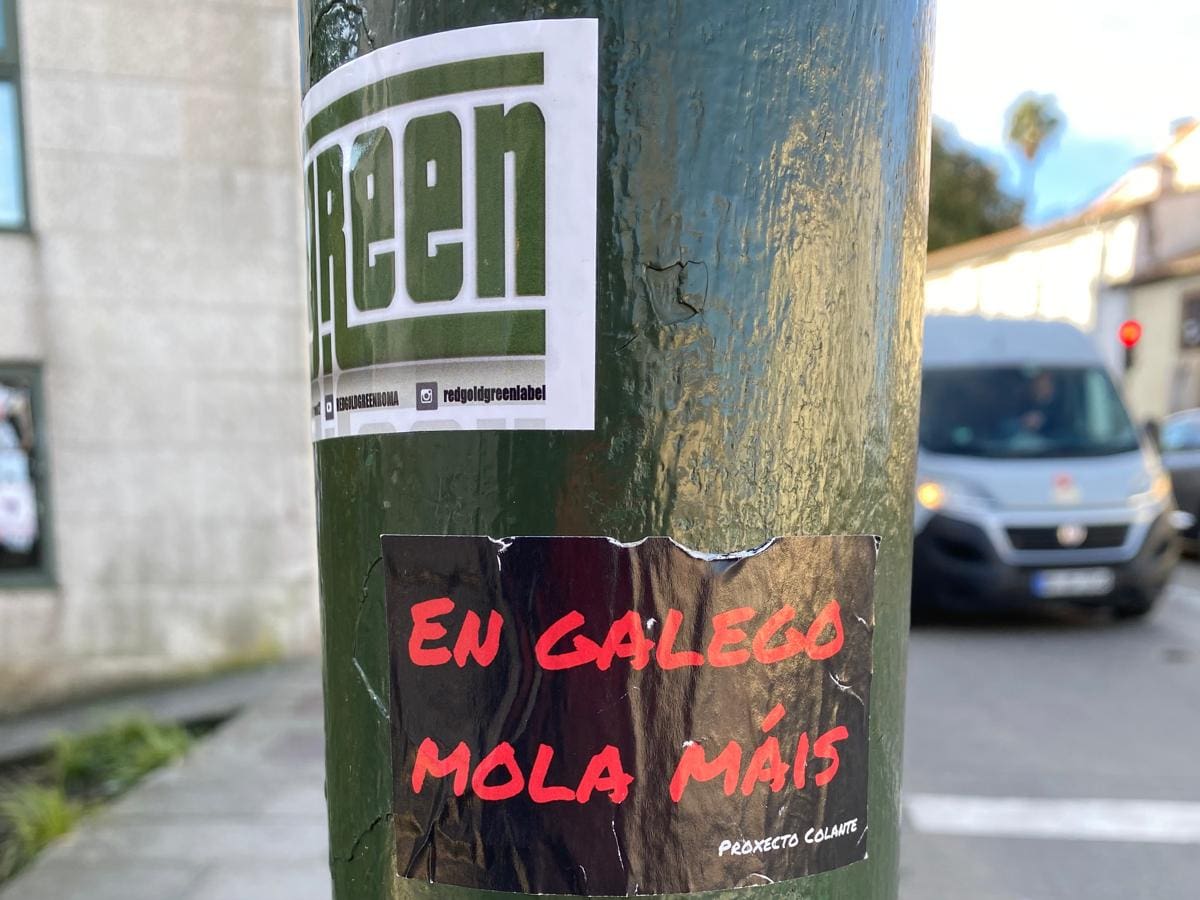 Green
REDGOLDGREENROMA redgoldgreenlabel
EN GALEGO
MOLA MÁIS
PROXECTO COLANTE